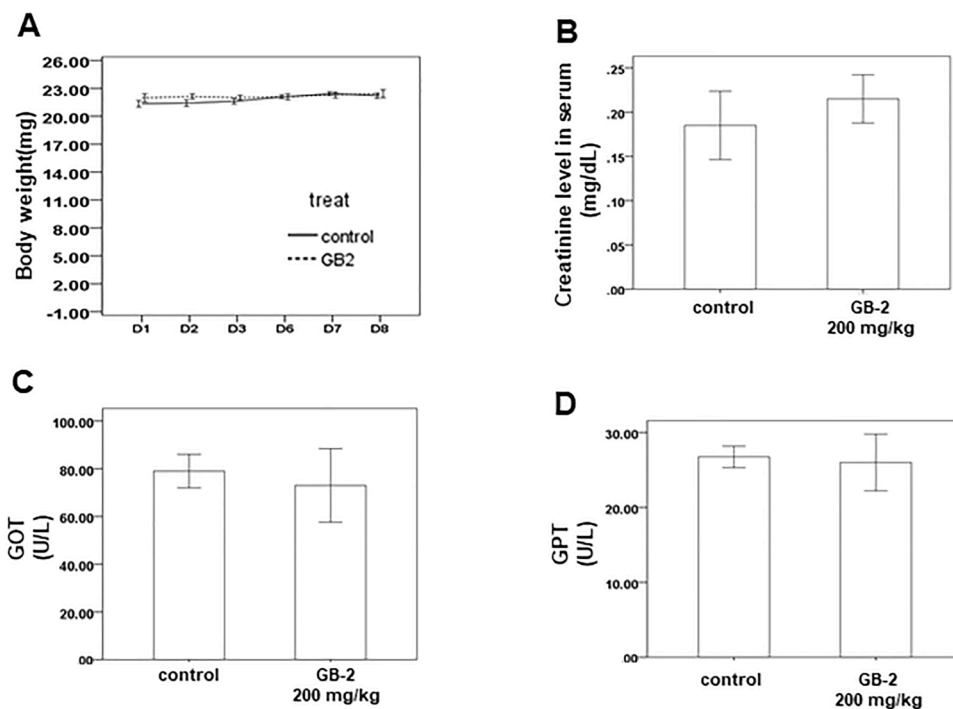 A
Body weight(mg)
26.00
23.00
20.00
17.00
14.00
11.00
8.00
5.00
2.00
-1.00
treat
control
GB2
D1 D2 D3 D6 D7 D8
B
Creatinine level in serum
(mg/dL)
.25
.20
.15
.10
.05
.00
control
GB-2
200 mg/kg
C
GOT
(U/L)
100.00
80.00
60.00
40.00
20.00
.00
control
GB-2
200 mg/kg
D
GPT
(U/L)
30.00
20.00
10.00
.00
control
GB-2
200 mg/kg